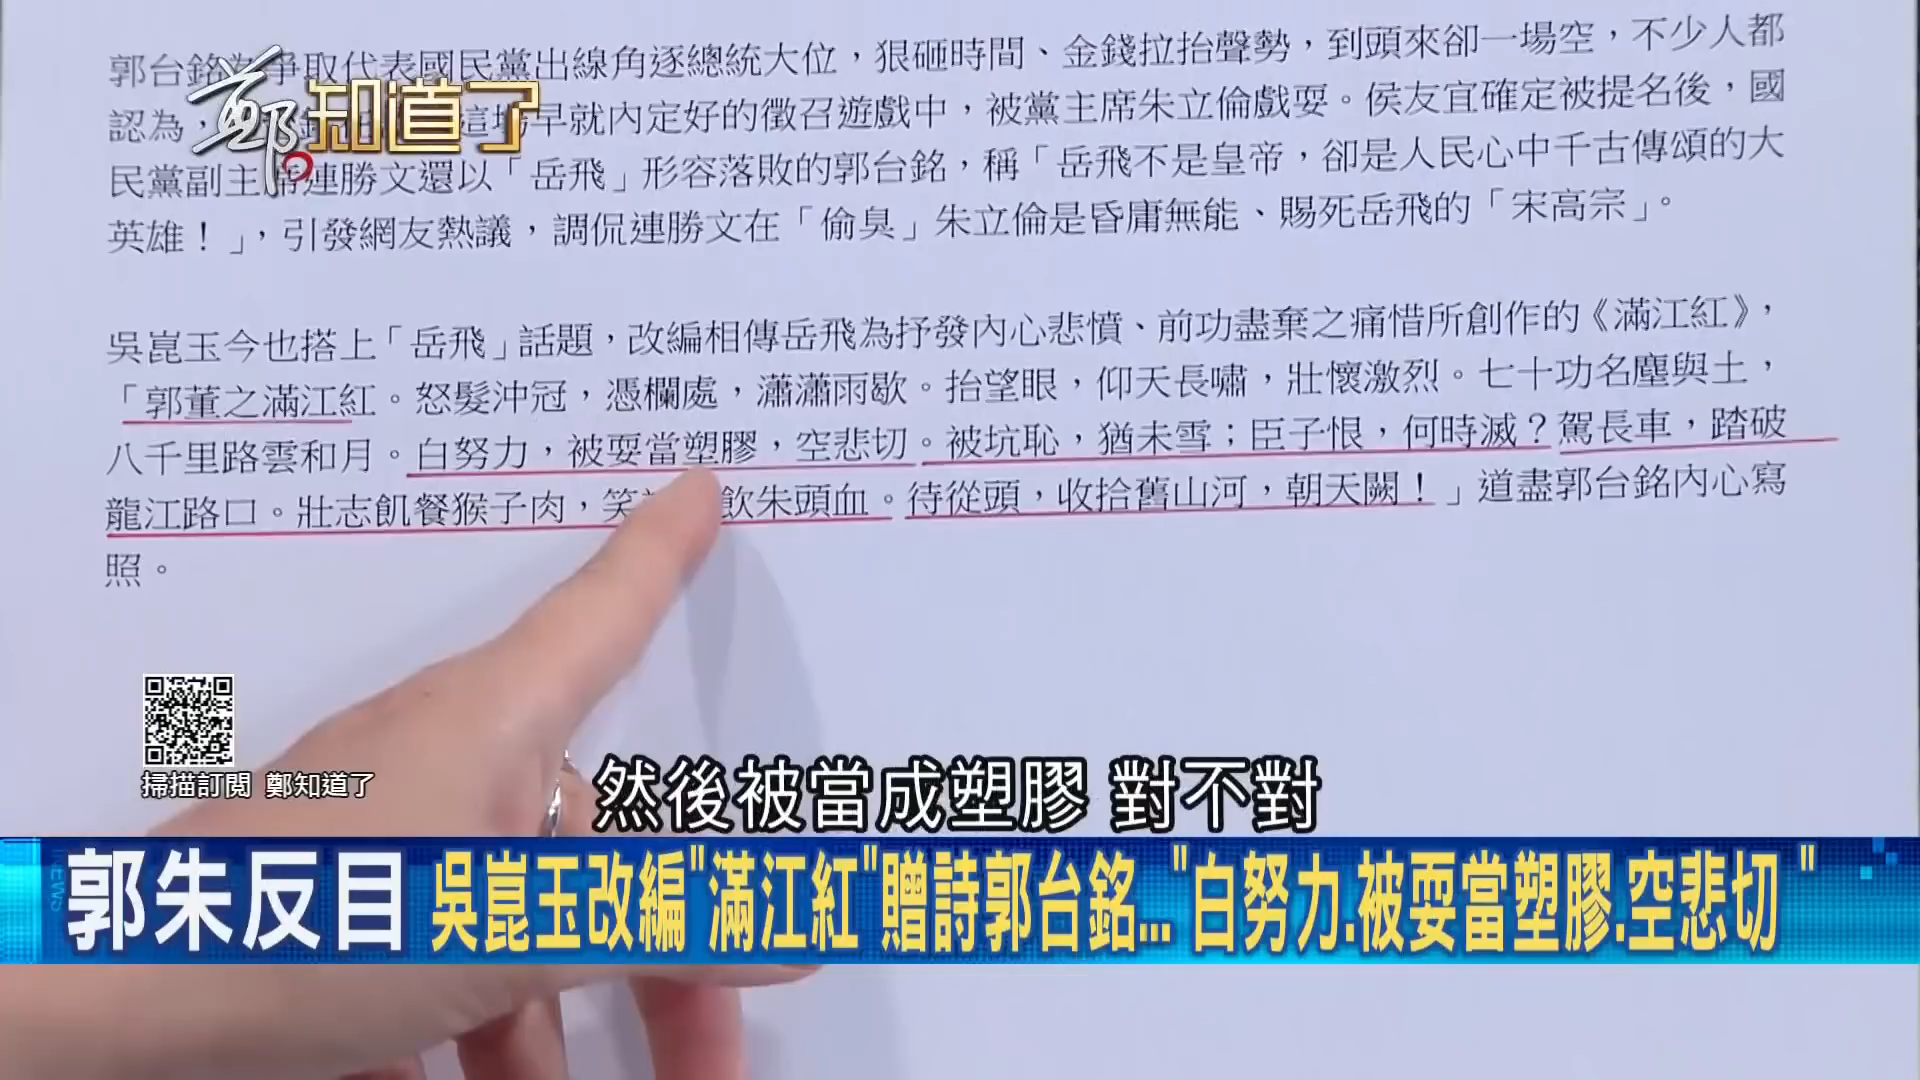 郭台銘為爭取代表國民黨出線角逐總統大位，狠砸時間、金錢拉抬聲勢，到頭來卻一場空，不少人都
鄭知道了
認為，這場早就內定好的徵召遊戲中，被黨主席朱立倫戲耍。侯友宜確定被提名後，國
民黨副主席連勝文還以「岳飛」形容落敗的郭台銘，稱「岳飛不是皇帝，卻是人民心中千古傳頌的大
英雄！」，引發網友熱議，調侃連勝文在「偷臭」朱立倫是昏庸無能、賜死岳飛的「宋高宗」。
吳崑玉今也搭上「岳飛」話題，改編相傳岳飛為抒發內心悲憤、前功盡棄之痛惜所創作的《滿江紅》，
「郭董之滿江紅。怒髮沖冠，憑欄處，瀟瀟雨歇。抬望眼，仰天長嘯，壯懷激烈。七十功名塵與土，
八千里路雲和月。白努力，被耍當塑膠，空悲切。被坑恥，猶未雪；臣子恨，何時滅？駕長車，踏破
龍江路口。壯志飢餐猴子肉，笑飲朱頭血。待從頭，收拾舊山河，朝天闕！」道盡郭台銘內心寫
照。
掃描訂閱 鄭知道了
然後被當成塑膠 對不對
郭朱反目 吳崑玉改編"滿江紅"贈詩郭台銘..."白努力.被耍當塑膠.空悲切 "